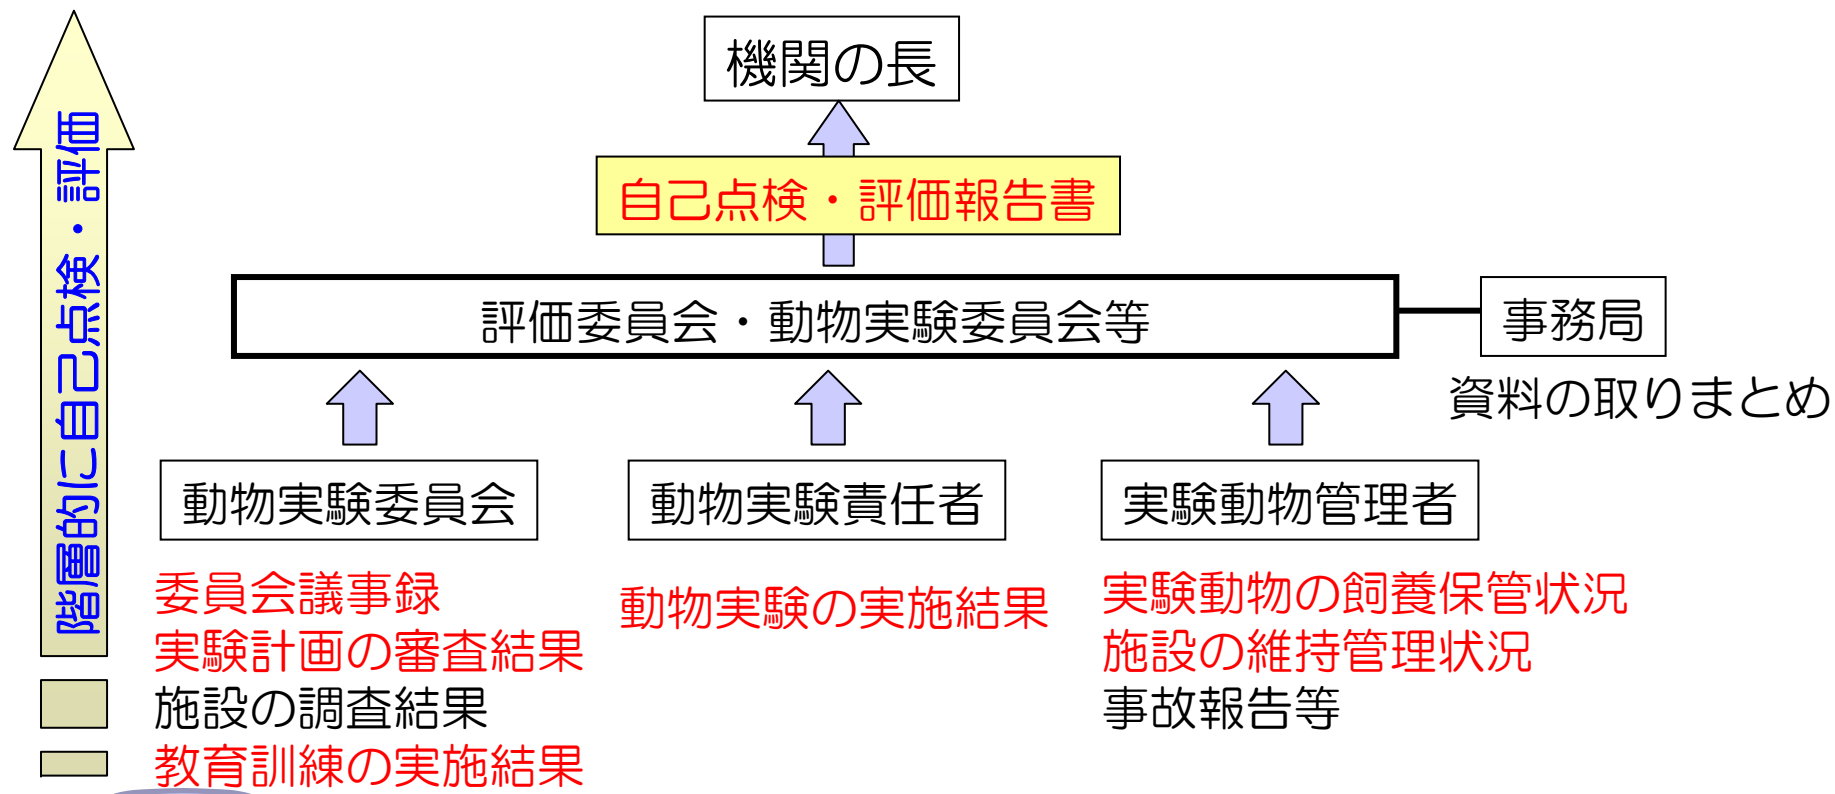 機関の長
自己点検・評価報告書
評価委員会・動物実験委員会等
事務局
資料の取りまとめ
階層的に自己点検・評価
動物実験委員会
委員会議事録
実験計画の審査結果
施設の調査結果
教育訓練の実施結果
動物実験責任者
動物実験の実施結果
実験動物管理者
実験動物の飼養保管状況
施設の維持管理状況
事故報告等